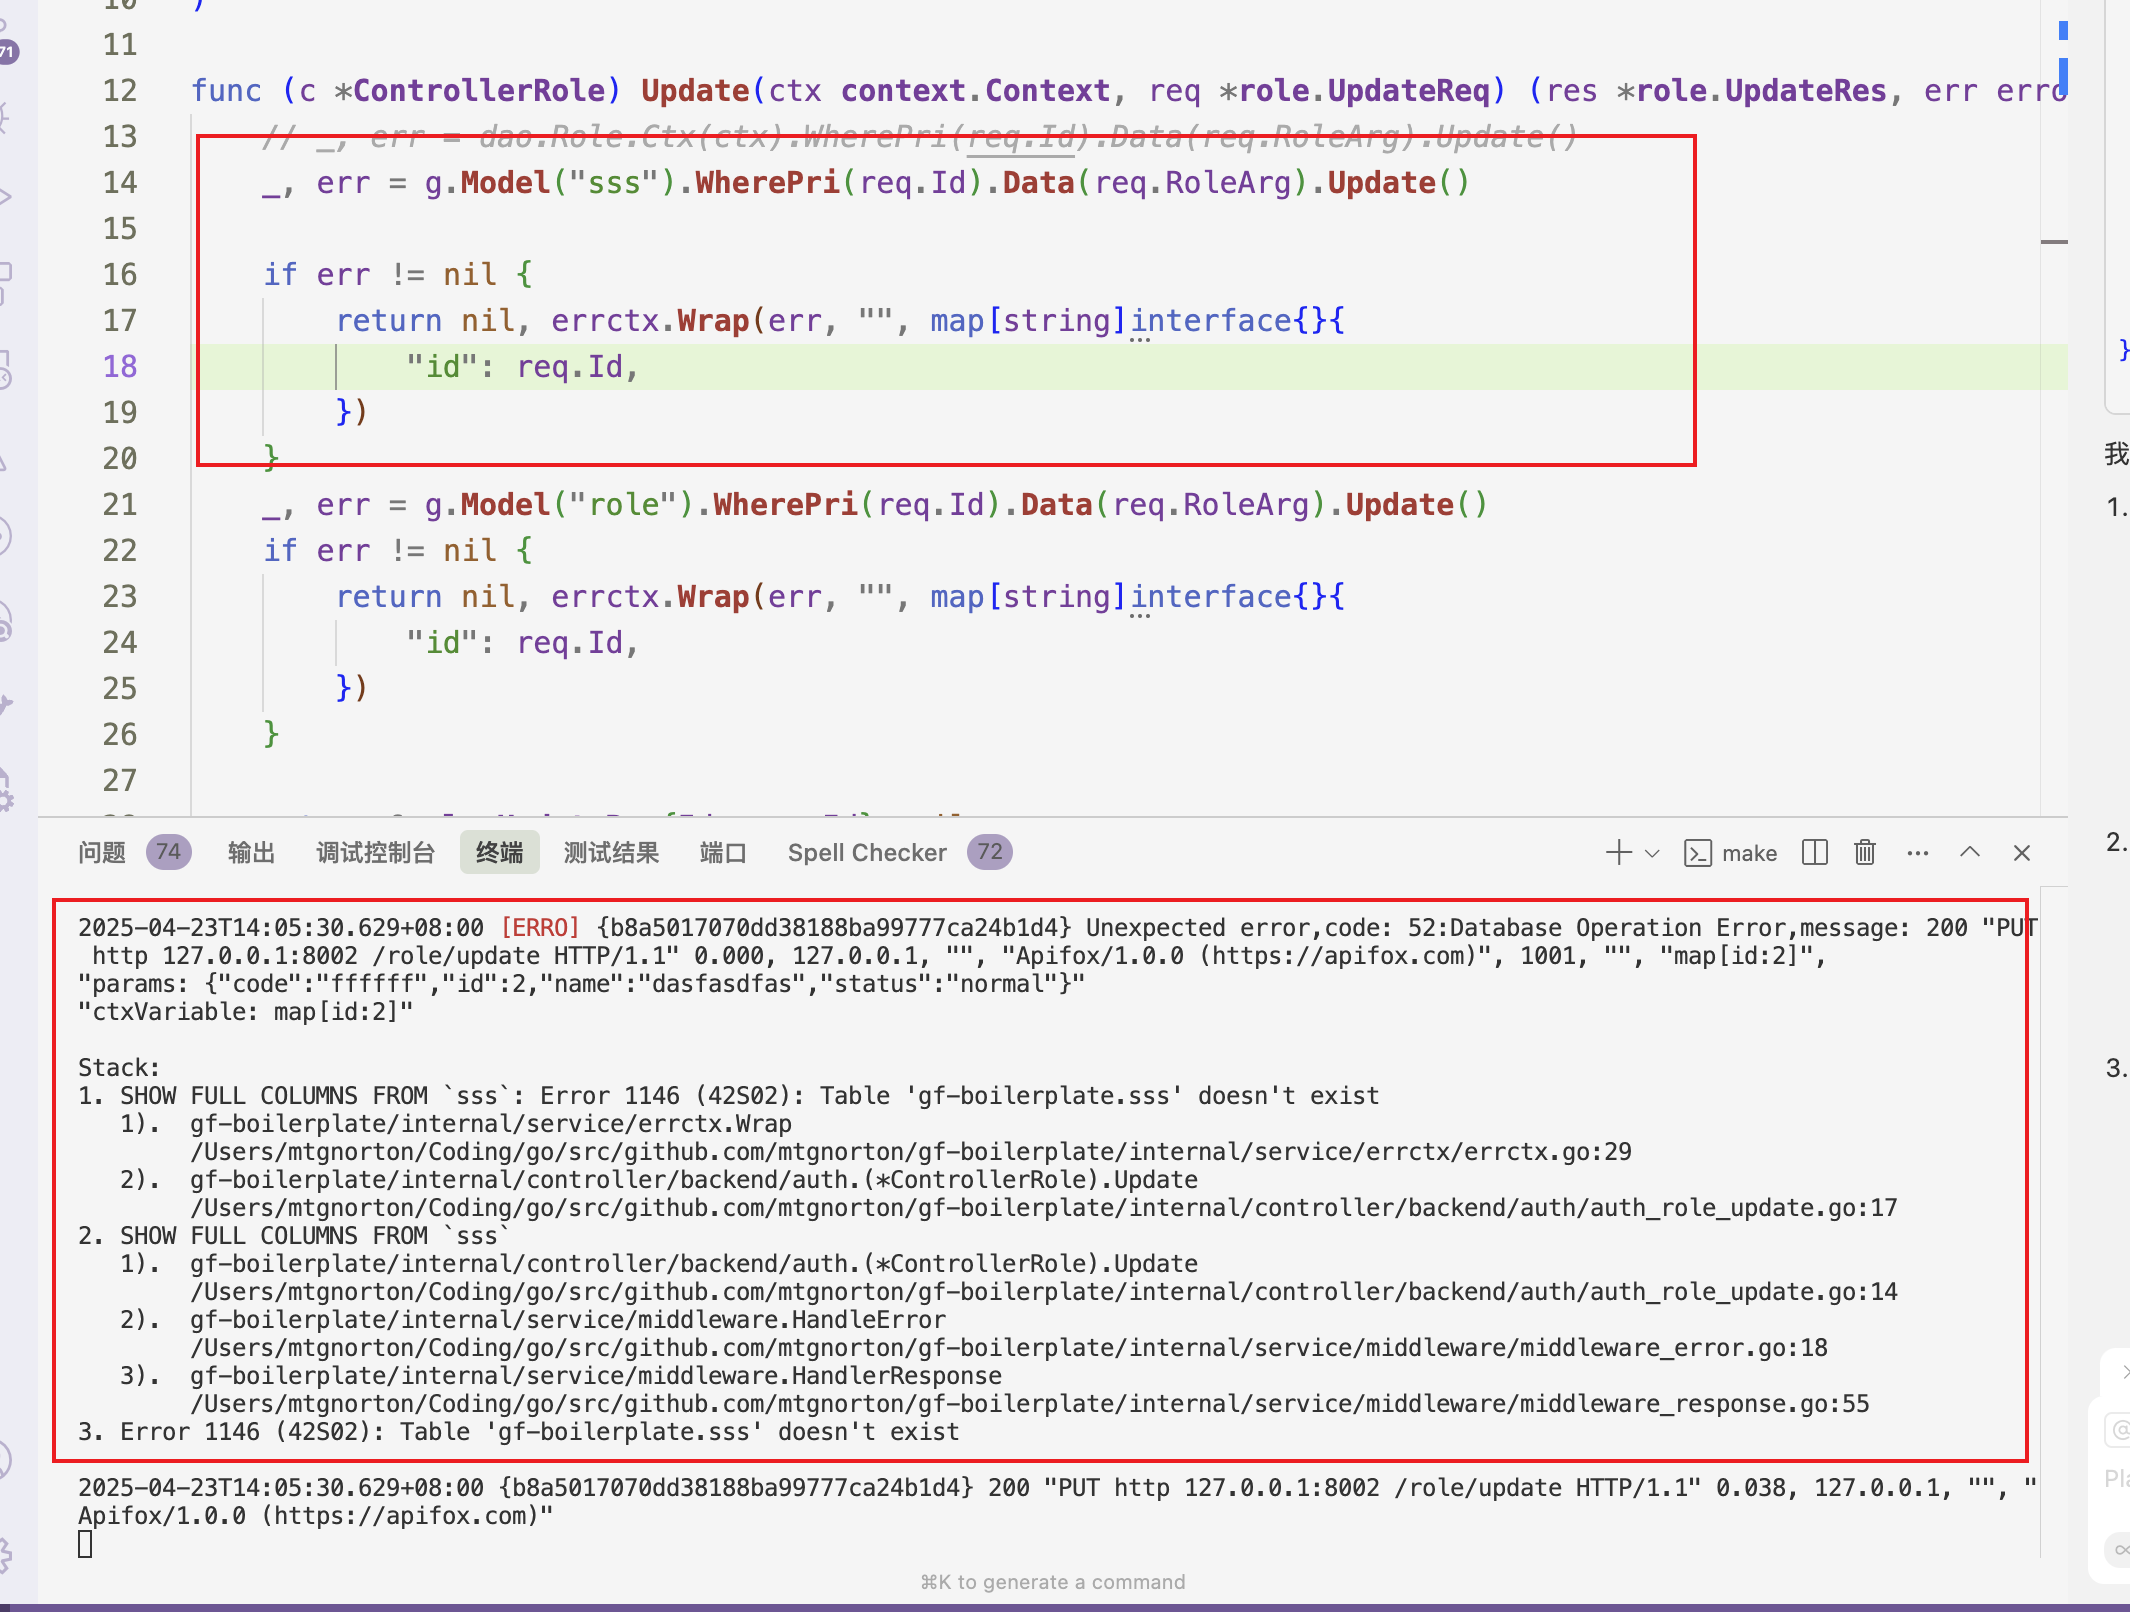 10 )
71
11
12 func (c *ControllerRole) Update(ctx context.Context, req *role.UpdateReq) (res *role.UpdateRes, err erro
13 // _, err = dao.Role.Ctx(ctx).WherePri(req.Id).Data(req.RoleArg).Update()
14 _, err = g.Model("sss").WherePri(req.Id).Data(req.RoleArg).Update()
15
16 if err != nil {
17 return nil, errctx.Wrap(err, "", map[string]interface{}{
18 "id": req.Id,
19 })
20 }
21 _, err = g.Model("role").WherePri(req.Id).Data(req.RoleArg).Update()
22 if err != nil {
23 return nil, errctx.Wrap(err, "", map[string]interface{}{
24 "id": req.Id,
25 })
26 }
27
问题 74 输出 调试控制台 终端 测试结果 端口 Spell Checker 72 make
2025-04-23T14:05:30.629+08:00 [ERRO] {b8a5017070dd38188ba99777ca24b1d4} Unexpected error,code: 52:Database Operation Error,message: 200 "PUT
http 127.0.0.1:8002 /role/update HTTP/1.1" 0.000, 127.0.0.1, "", "Apifox/1.0.0 (https://apifox.com)", 1001, "", "map[id:2]",
"params: {"code":"ffffff","id":2,"name":"dasfasdfas","status":"normal"}"
"ctxVariable: map[id:2]"
Stack:
1. SHOW FULL COLUMNS FROM `sss`: Error 1146 (42S02): Table 'gf-boilerplate.sss' doesn't exist
1). gf-boilerplate/internal/service/errctx.Wrap
/Users/mtgnorton/Coding/go/src/github.com/mtgnorton/gf-boilerplate/internal/service/errctx/errctx.go:29
2). gf-boilerplate/internal/controller/backend/auth.(*ControllerRole).Update
/Users/mtgnorton/Coding/go/src/github.com/mtgnorton/gf-boilerplate/internal/controller/backend/auth/auth_role_update.go:17
2. SHOW FULL COLUMNS FROM `sss`
1). gf-boilerplate/internal/controller/backend/auth.(*ControllerRole).Update
/Users/mtgnorton/Coding/go/src/github.com/mtgnorton/gf-boilerplate/internal/controller/backend/auth/auth_role_update.go:14
2). gf-boilerplate/internal/service/middleware.HandleError
/Users/mtgnorton/Coding/go/src/github.com/mtgnorton/gf-boilerplate/internal/service/middleware/middleware_error.go:18
3). gf-boilerplate/internal/service/middleware.HandlerResponse
/Users/mtgnorton/Coding/go/src/github.com/mtgnorton/gf-boilerplate/internal/service/middleware/middleware_response.go:55
3. Error 1146 (42S02): Table 'gf-boilerplate.sss' doesn't exist
2025-04-23T14:05:30.629+08:00 {b8a5017070dd38188ba99777ca24b1d4} 200 "PUT http 127.0.0.1:8002 /role/update HTTP/1.1" 0.038, 127.0.0.1, "", "
Apifox/1.0.0 (https://apifox.com)"
⌘K to generate a command
}
我
1.
2.
3.
@
Pla